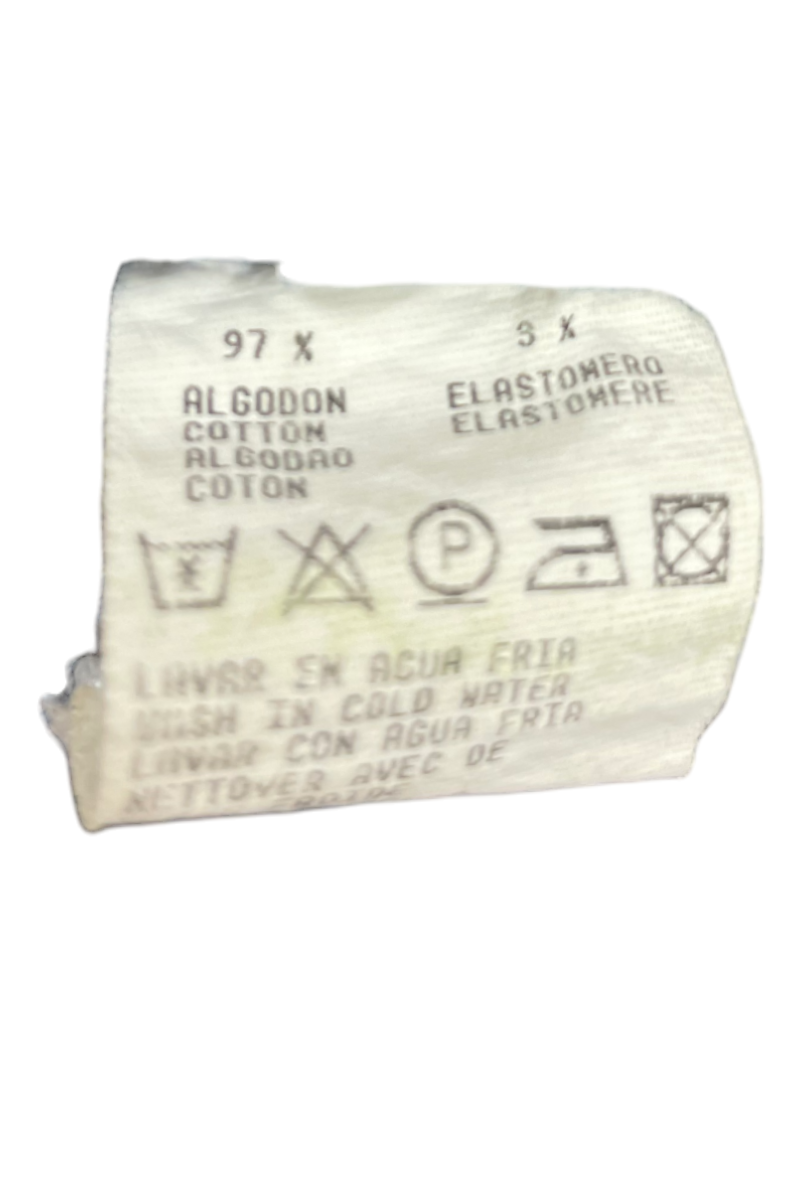 97 %
3 %
ALGODON
COTTON
ALGODAO
COTON
ELASTOMERO
ELASTOMERE
P
LAVAR EN AGUA FRIA
WASH IN COLD WATER
LAVAR CON AGUA FRIA
NETTOYER AVEC DE